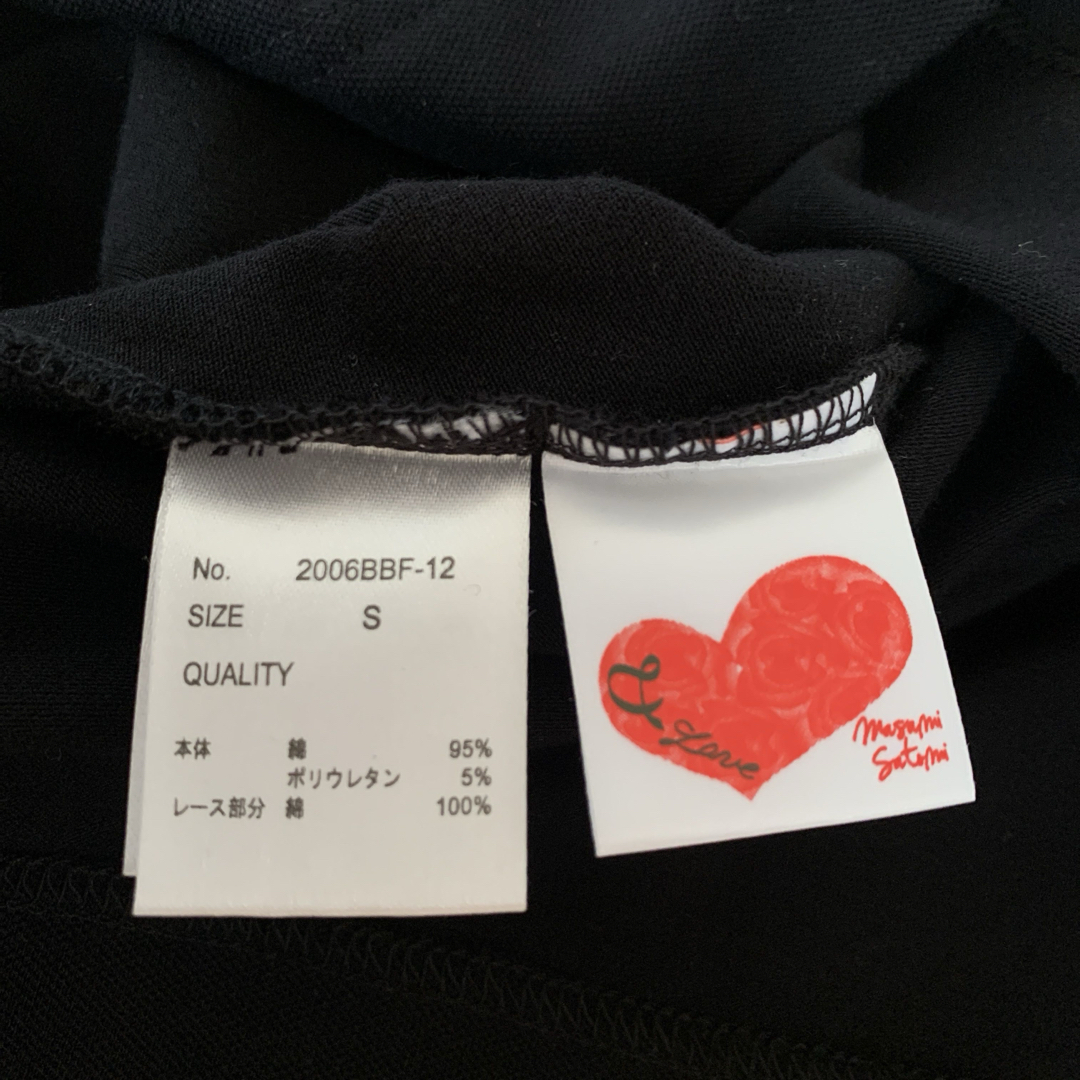 No. 2006BBF-12
SIZE S
QUALITY
本体 綿 95%
ポリウレタン 5%
レース部分 綿 100%
Love
Masumi
Satomi